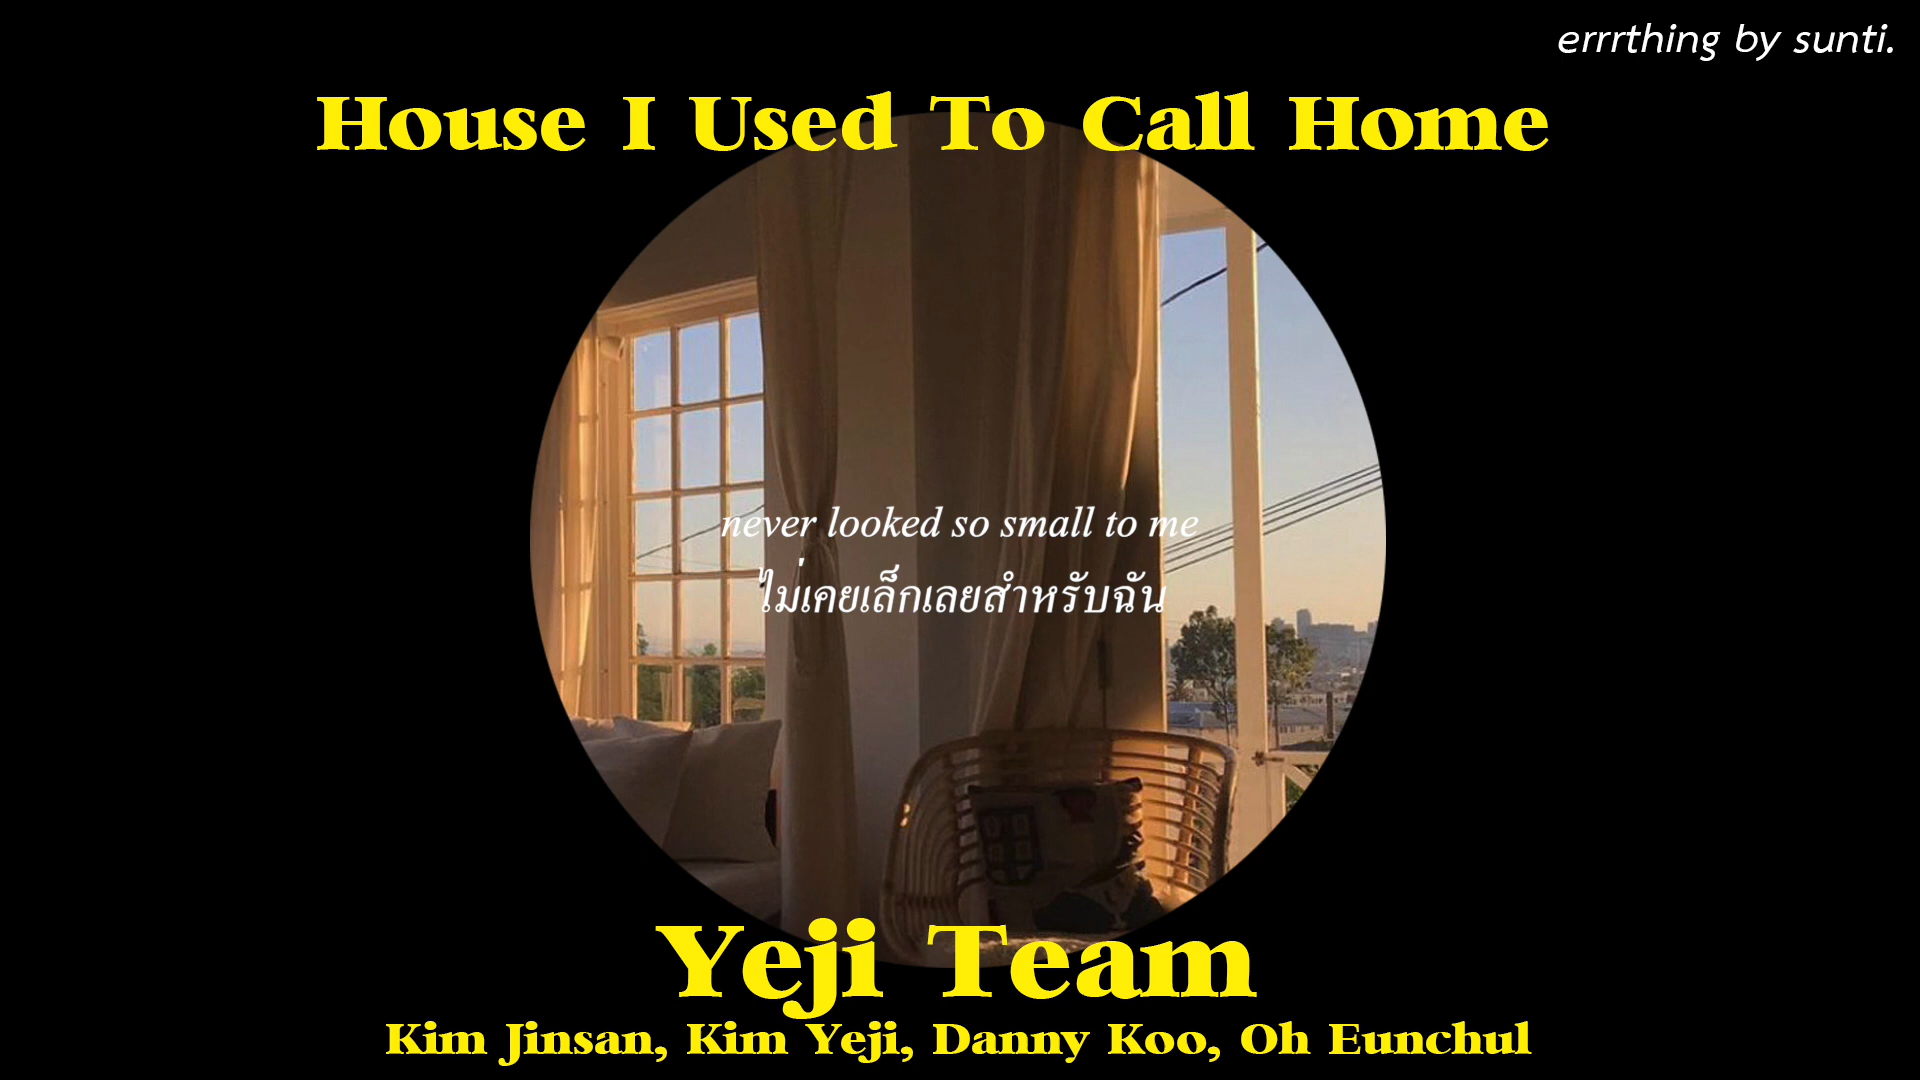 errrthing by sunti.
House I Used To Call Home
never looked so small to me
ไม่เคยเล็กเลยสำหรับฉัน
Yeji Team
Kim Jinsan, Kim Yeji, Danny Koo, Oh Eunchul